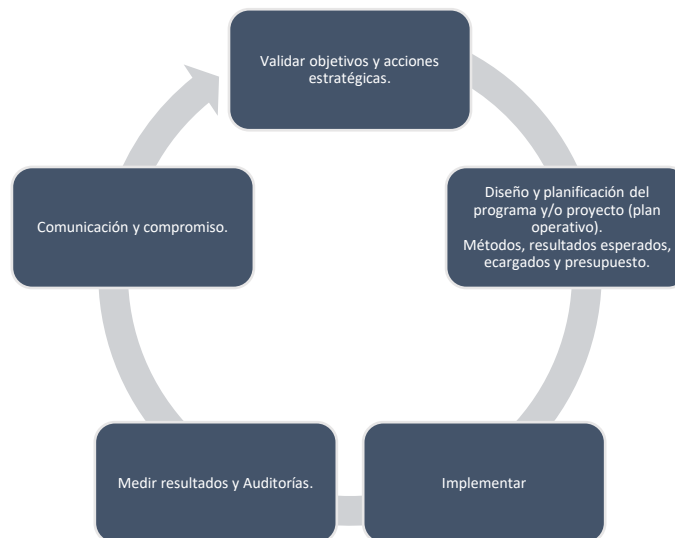 Validar objetivos y acciones
estratégicas.
Diseño y planificación del
programa y/o proyecto (plan
operativo).
Métodos, resultados esperados,
ecargados y presupuesto.
Implementar
Medir resultados y Auditorías.
Comunicación y compromiso.